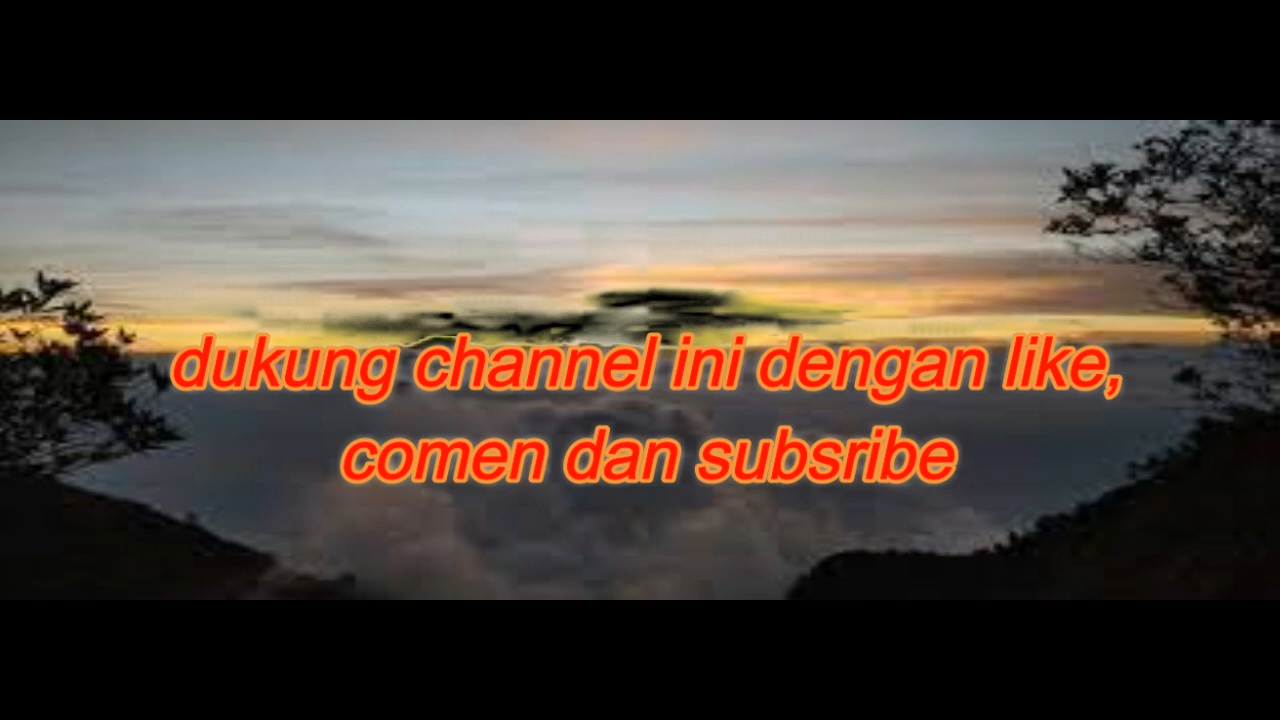 dukung channel ini dengan like,
comen dan subsribe